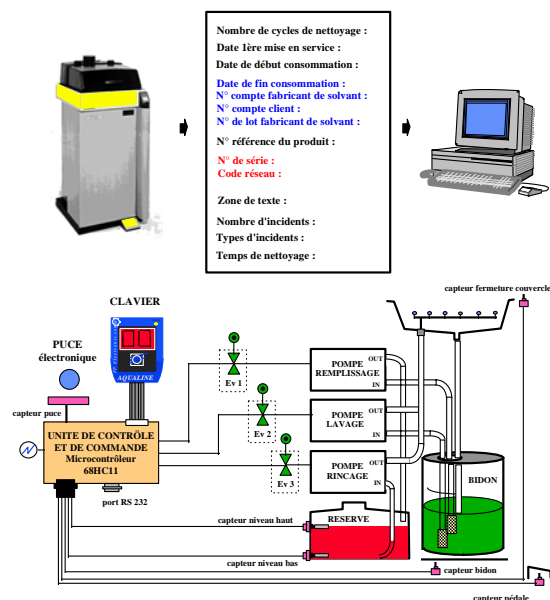 Nombre de cycles de nettoyage :
Date 1ère mise en service :
Date de début consommation :
Date de fin consommation :
N° compte fabricant de solvant :
N° compte client :
N° de lot fabricant de solvant :
N° référence du produit :
N° de série :
Code réseau :
Zone de texte :
Nombre d'incidents :
Types d'incidents :
Temps de nettoyage :
capteur fermeture couvercle
CLAVIER
PUCE
électronique
AQUALINE
capteur puce
Ev 1
Ev 2
Ev 3
POMPE
REMPLISSAGE
OUT
IN
POMPE
LAVAGE
OUT
IN
POMPE
RINCAGE
OUT
IN
UNITE DE CONTRÔLE
ET DE COMMANDE
Microcontrôleur
68HC11
port RS 232
BIDON
RESERVE
capteur niveau haut
capteur niveau bas
capteur bidon
capteur pédale